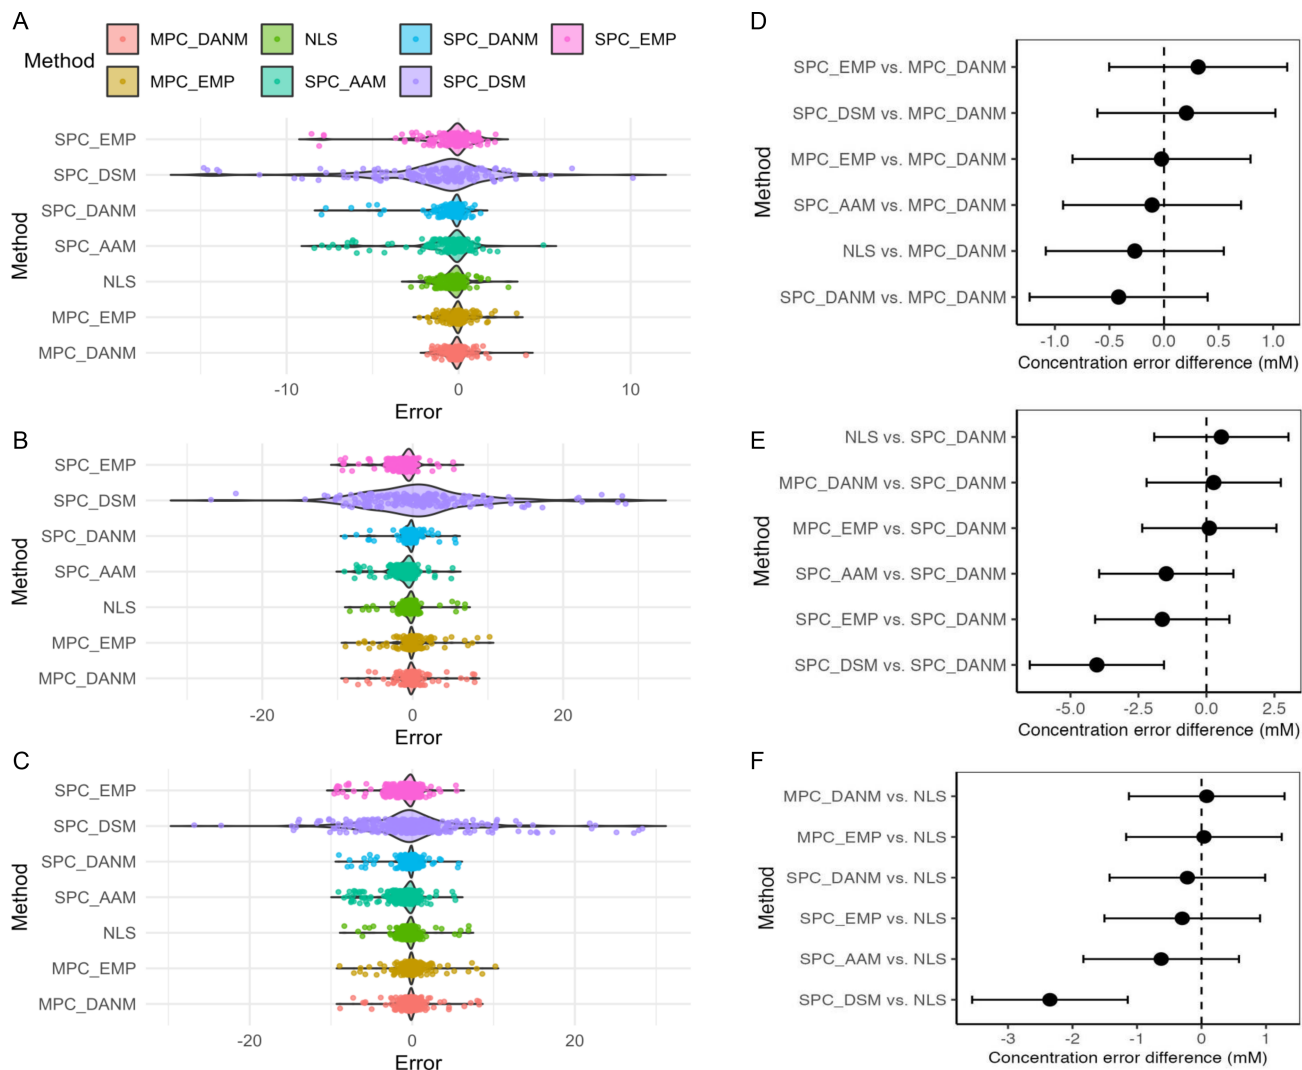 A
Method
MPC_DANM
NLS
SPC_DANM
SPC_EMP
MPC_EMP
SPC_AAM
SPC_DSM
Method
SPC_EMP
SPC_DSM
SPC_DANM
SPC_AAM
NLS
MPC_EMP
MPC_DANM
-10
0
10
Error
B
Method
SPC_EMP
SPC_DSM
SPC_DANM
SPC_AAM
NLS
MPC_EMP
MPC_DANM
-20
0
20
Error
C
Method
SPC_EMP
SPC_DSM
SPC_DANM
SPC_AAM
NLS
MPC_EMP
MPC_DANM
-20
0
20
Error
D
Method
SPC_EMP vs. MPC_DANM
SPC_DSM vs. MPC_DANM
MPC_EMP vs. MPC_DANM
SPC_AAM vs. MPC_DANM
NLS vs. MPC_DANM
SPC_DANM vs. MPC_DANM
-1.0
-0.5
0.0
0.5
1.0
Concentration error difference (mM)
E
Method
NLS vs. SPC_DANM
MPC_DANM vs. SPC_DANM
MPC_EMP vs. SPC_DANM
SPC_AAM vs. SPC_DANM
SPC_EMP vs. SPC_DANM
SPC_DSM vs. SPC_DANM
-5.0
-2.5
0.0
2.5
Concentration error difference (mM)
F
Method
MPC_DANM vs. NLS
MPC_EMP vs. NLS
SPC_DANM vs. NLS
SPC_EMP vs. NLS
SPC_AAM vs. NLS
SPC_DSM vs. NLS
-3
-2
-1
0
1
Concentration error difference (mM)